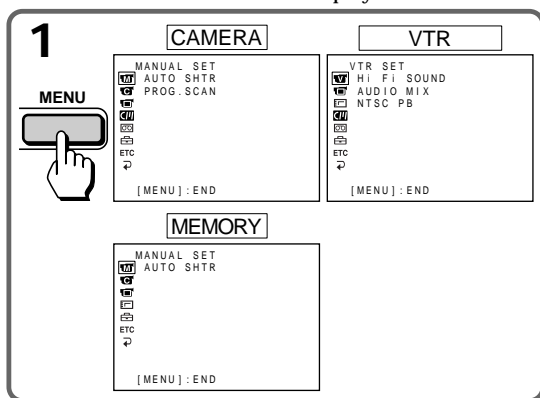 play
1
MENU
CAMERA
MANUAL SET
AUTO SHTR
PROG.SCAN
ETC
[MENU]:END
VTR
VTR SET
Hi Fi SOUND
AUDIO MIX
NTSC PB
ETC
[MENU]:END
MEMORY
MANUAL SET
AUTO SHTR
ETC
[MENU]:END